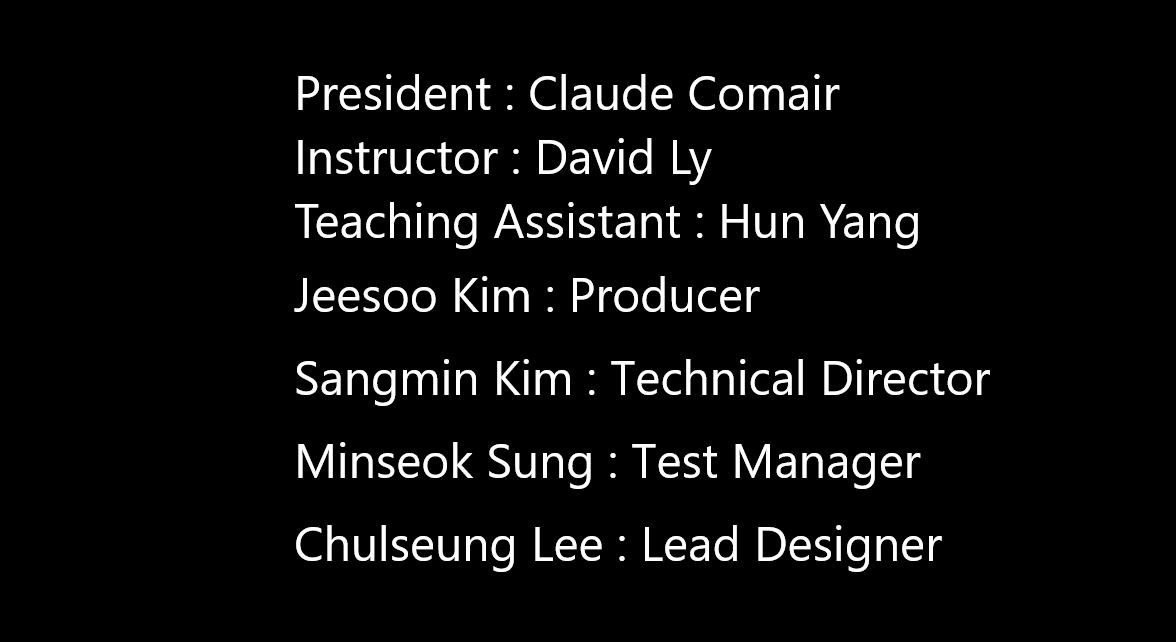 President : Claude Comair
Instructor : David Ly
Teaching Assistant : Hun Yang
Jeesoo Kim : Producer
Sangmin Kim : Technical Director
Minseok Sung : Test Manager
Chulseung Lee : Lead Designer